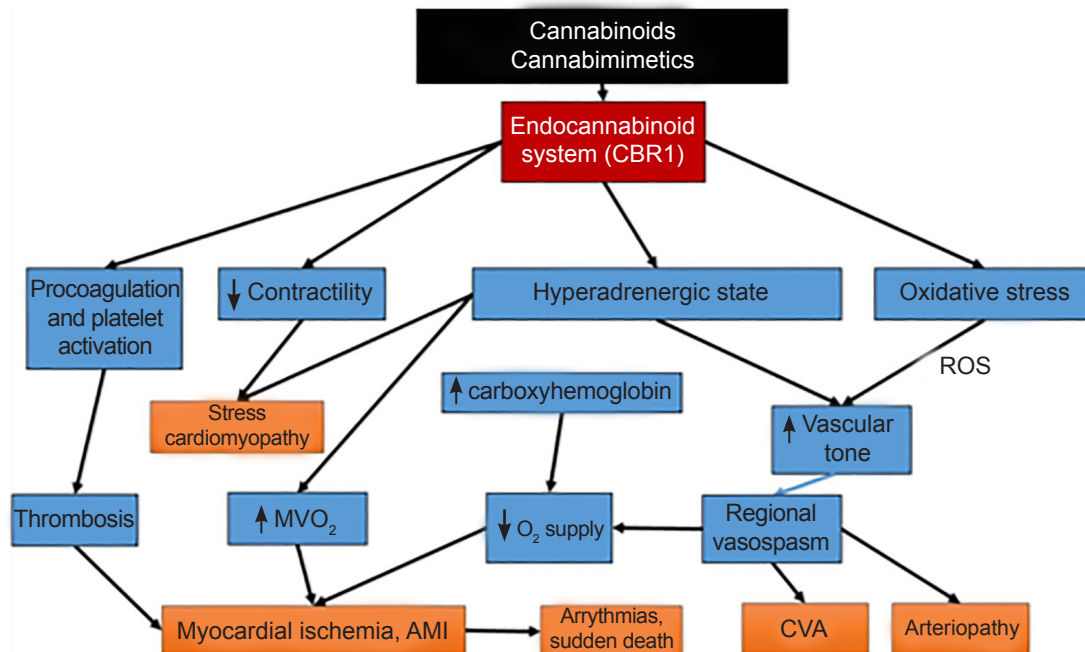 Cannabinoids
Cannabimimetics
Endocannabinoid
system (CBR1)
Procoagulation
and platelet
activation
↓ Contractility
Hyperadrenergic state
Oxidative stress
ROS
↑ carboxyhemoglobin
Stress
cardiomyopathy
↑ Vascular
tone
Thrombosis
↑ MVO₂
↓ O₂ supply
Regional
vasospasm
Myocardial ischemia, AMI
Arrythmias,
sudden death
CVA
Arteriopathy